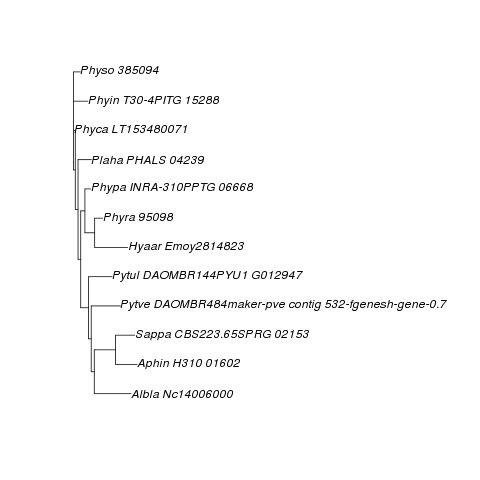 Physo 385094
Phyin T30-4PITG 15288
Phyca LT153480071
Plaha PHALS 04239
Phypa INRA-310PPTG 06668
Phyra 95098
Hyaar Emoy2814823
Pytul DAOMBR144PYU1 G012947
Pytve DAOMBR484maker-pve contig 532-fgenesh-gene-0.7
Sappa CBS223.65SPRG 02153
Aphin H310 01602
Albla Nc14006000